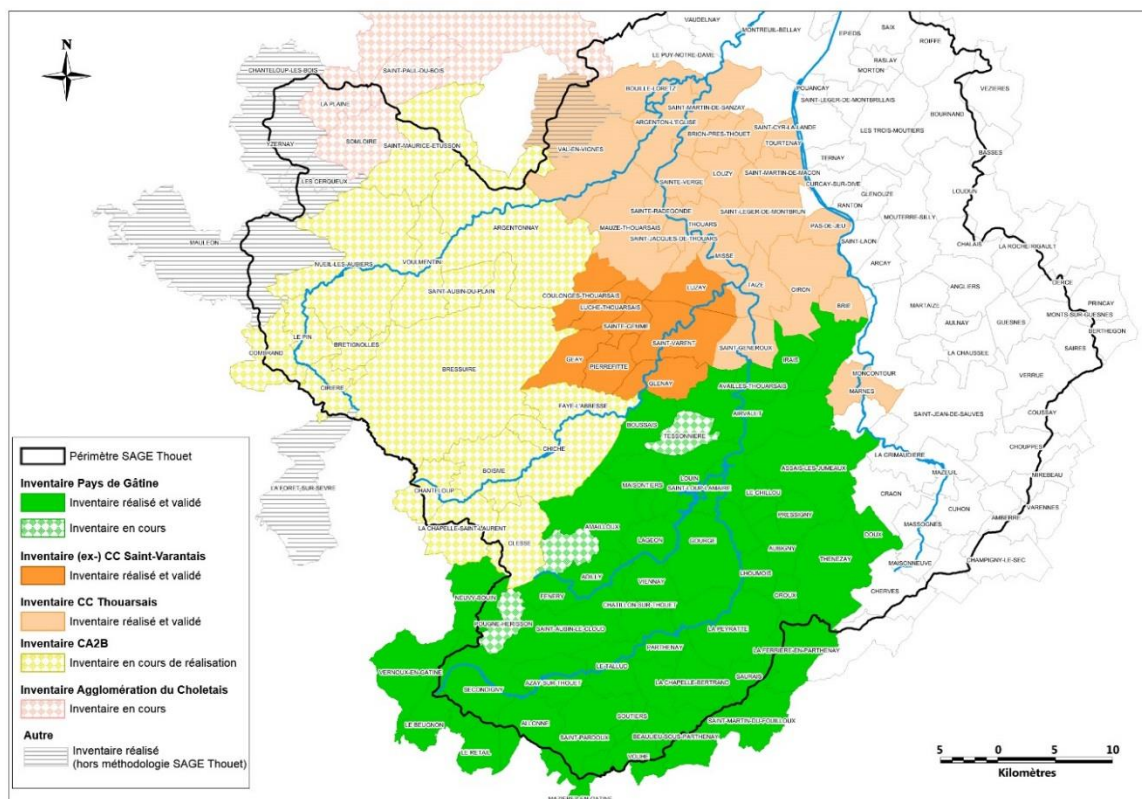 VAUDELNAY
SAIX
MONTREUIL-BELLAY
EPIEDS
ROIFFE
N
LE PUY-NOTRE-DAME
RASLAY
MORTON
CHANTELOUP-LES-BOIS
SAINT-PAUL-DU-BOIS
BOUILLE-LORETZ
POUANCAY
VEZIERES
LA PLAINE
SAINT-MARTIN-DE-SANZAY
SAINT-LEGER-DE-MONTBRILLAIS
BOURNAND
ARGENTON-L'EGLISE
BRION-PRES-THOUET
SAINT-CYR-LA-LANDE
LES TROIS-MOUTIERS
YZERNAY
SOMLOIRE
SAINT-MAURICE-ETUSSON
TOURTENAY
VAL-EN-VIGNES
BASSES
TERNAY
LOUZY
SAINT-MARTIN-DE-MACON
LES CERQUEUX
SAINTE-VERGE
CURCAY-SUR-DIVE
LOUDUN
GLENOUZE
RANTON
SAINTE-RADEGONDE
SAINT-LEGER-DE-MONTBRUN
MOUTERRE-SILLY
ARGENTONNAY
MAUZE-THOUARSAIS
THOUARS
PAS-DE-JEU
MAULEON
SAINT-JACQUES-DE-THOUARS
SAINT-LAON
CHALAIS
LA ROCHE-RIGAULT
MISSE
NUEIL-LES-AUBIERS
VOULMENTIN
ARCAY
TAIZE
OIRON
DERCE
LUZAY
ANGLIERS
PRINCAY
SAINT-AUBIN-DU-PLAIN
COULONGES-THOUARSAIS
LUCHE-THOUARSAIS
BRIE
MARTAIZE
MONTS-SUR-GUESNES
SAINTE-GEMME
AULNAY
GUESNES
BERTHEGON
LE PIN
BRETIGNOLLES
SAINT-VARENT
SAINT-GENEROUX
SAIRES
COMBRAND
GEAY
PIERREFITTE
IRAIS
LA CHAUSSEE
BRESSUIRE
MONCONTOUR
VERRUE
CIRIERE
GLENAY
AVAILLES-THOUARSAIS
MARNES
FAYE-L'ABBESSE
AIRVAULT
SAINT-JEAN-DE-SAUVES
COUSSAY
BOUSSAIS
TESSONNIERE
CHOUPPES
CHICHE
LA GRIMAUDIERE
Périmètre SAGE Thouet
BOISME
LOUIN
ASSAIS-LES-JUMEAUX
MAZEUIL
MIREBEAU
Inventaire Pays de Gâtine
LA FORET-SUR-SEVRE
CHANTELOUP
MAISONTIERS
SAINT-LOUP-LAMAIRE
LE CHILLOU
CRAON
CUHON
VARENNES
Inventaire réalisé et validé
LA CHAPELLE-SAINT-LAURENT
AMAILLOUX
PRESSIGNY
MASSOGNES
AMBERRE
Inventaire en cours
CLESSE
LAGEON
GOURGE
DOUX
AUBIGNY
THENEZAY
MAISONNEUVE
CHAMPIGNY-LE-SEC
Inventaire (ex-) CC Saint-Varantais
Inventaire réalisé et validé
ADILLY
VIENNAY
LHOUMOIS
FENERY
CHERVES
NEUVY-BOUIN
CHATILLON-SUR-THOUET
OROUX
Inventaire CC Thouarsais
Inventaire réalisé et validé
POUGNE-HERISSON
SAINT-AUBIN-LE-CLOUD
LA PEYRATTE
PARTHENAY
Inventaire CA2B
LA FERRIERE-EN-PARTHENAY
Inventaire en cours de réalisation
VERNOUX-EN-GATINE
LE TALLUD
AZAY-SUR-THOUET
SAURAIS
Inventaire Agglomération du Choletais
SECONDIGNY
LA CHAPELLE-BERTRAND
Inventaire en cours
LE BEUGNON
ALLONNE
SOUTIERS
SAINT-MARTIN-DU-FOUILLOUX
Autre
SAINT-PARDOUX
BEAULIEU-SOUS-PARTHENAY
Inventaire réalisé
(hors méthodologie SAGE Thouet)
LE RETAIL
VOUHE
5 0 5 10
Kilomètres